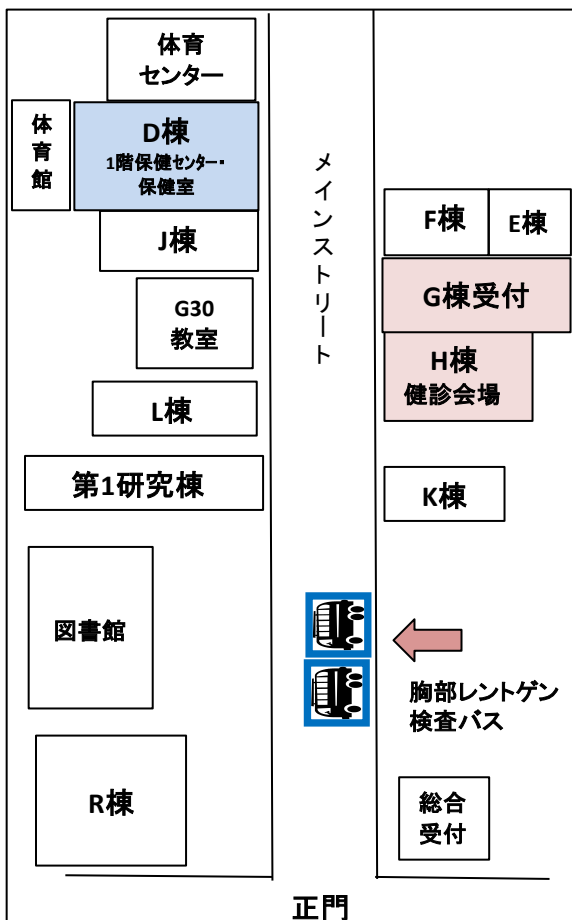 体育
センター
体育館
D棟
1階保健センター・
保健室
J棟
G30
教室
L棟
第1研究棟
図書館
R棟
メインストリート
F棟
E棟
G棟受付
H棟
健診会場
K棟
胸部レントゲン
検査バス
総合
受付
正門